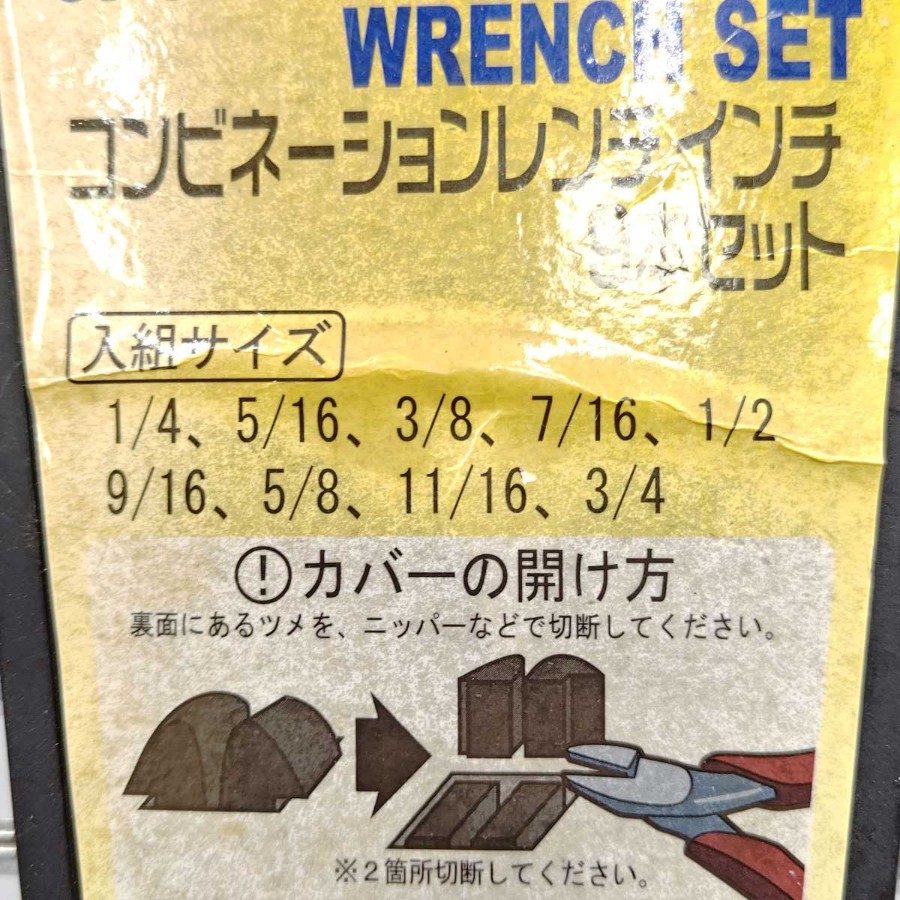 WRENCH SET
コンビネーションレンチインチ
セット
入組サイズ
1/4、5/16、3/8、7/16、1/2
9/16、5/8、11/16、3/4
!カバーの開け方
裏面にあるツメを、ニッパーなどで切断してください。
※2箇所切断してください。